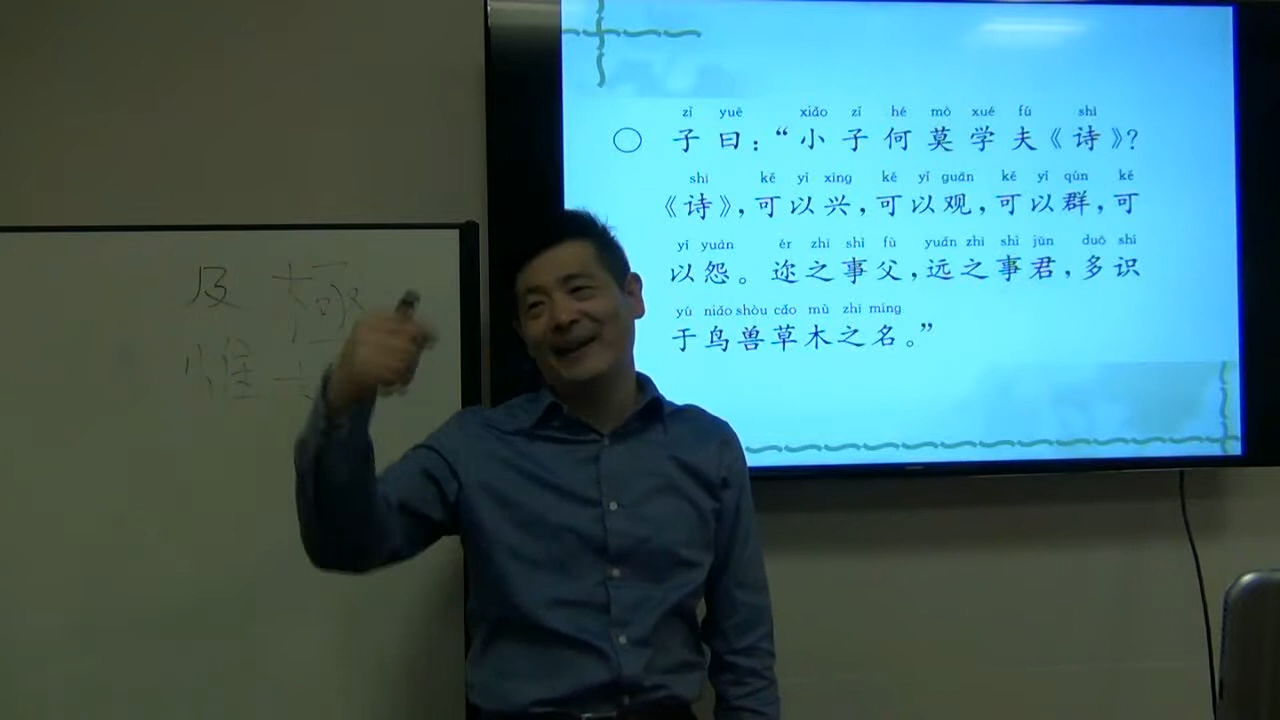 zǐ yuē xiǎo zǐ hé mò xué fú shī
○ 子曰：“小子何莫学夫《诗》？
shī kě yǐ xīng kě yǐ guān kě yǐ qún kě
《诗》，可以兴，可以观，可以群，可
yǐ yuàn ěr zhī shì fù yuǎn zhī shì jūn duō shí
以怨。迩之事父，远之事君，多识
yú niǎo shòu cǎo mù zhī míng
于鸟兽草木之名。”
及 极
惟